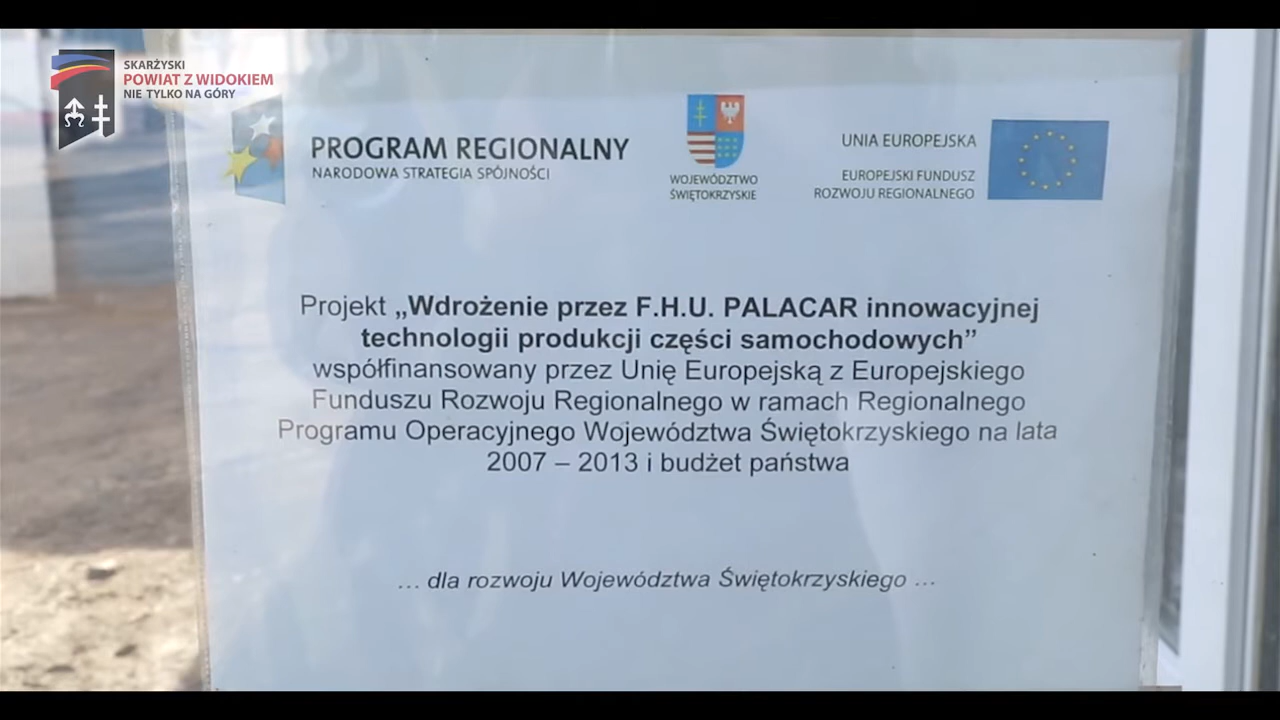 SKARŻYSKI
POWIAT Z WIDOKIEM
NIE TYLKO NA GÓRY
PROGRAM REGIONALNY
NARODOWA STRATEGIA SPÓJNOŚCI
WOJEWÓDZTWO
ŚWIĘTOKRZYSKIE
UNIA EUROPEJSKA
EUROPEJSKI FUNDUSZ
ROZWOJU REGIONALNEGO
Projekt „Wdrożenie przez F.H.U. PALACAR innowacyjnej
technologii produkcji części samochodowych”
współfinansowany przez Unię Europejską z Europejskiego
Funduszu Rozwoju Regionalnego w ramach Regionalnego
Programu Operacyjnego Województwa Świętokrzyskiego na lata
2007 – 2013 i budżet państwa
… dla rozwoju Województwa Świętokrzyskiego …